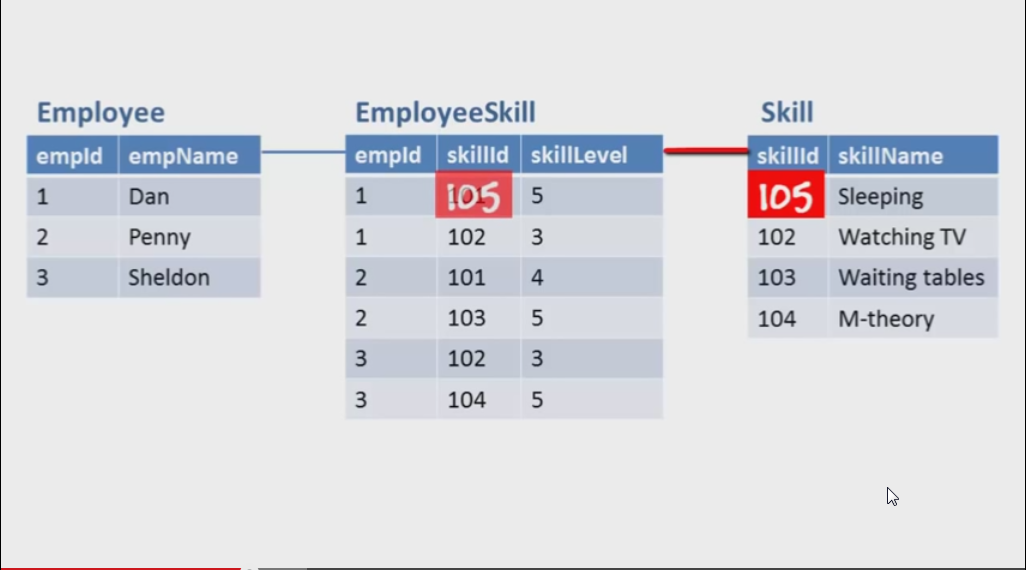 Employee EmployeeSkill Skill
empId empName empId skillId skillLevel skillId skillName
1 Dan 1 105 5 105 Sleeping
2 Penny 1 102 3 102 Watching TV
3 Sheldon 2 101 4 103 Waiting tables
2 103 5 104 M-theory
3 102 3
3 104 5